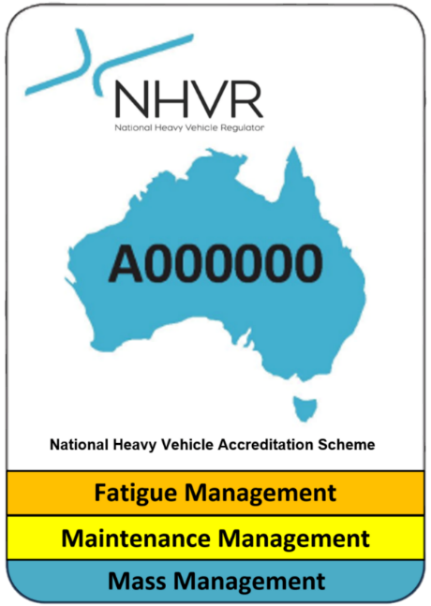 NHVR
National Heavy Vehicle Regulator
A000000
National Heavy Vehicle Accreditation Scheme
Fatigue Management
Maintenance Management
Mass Management